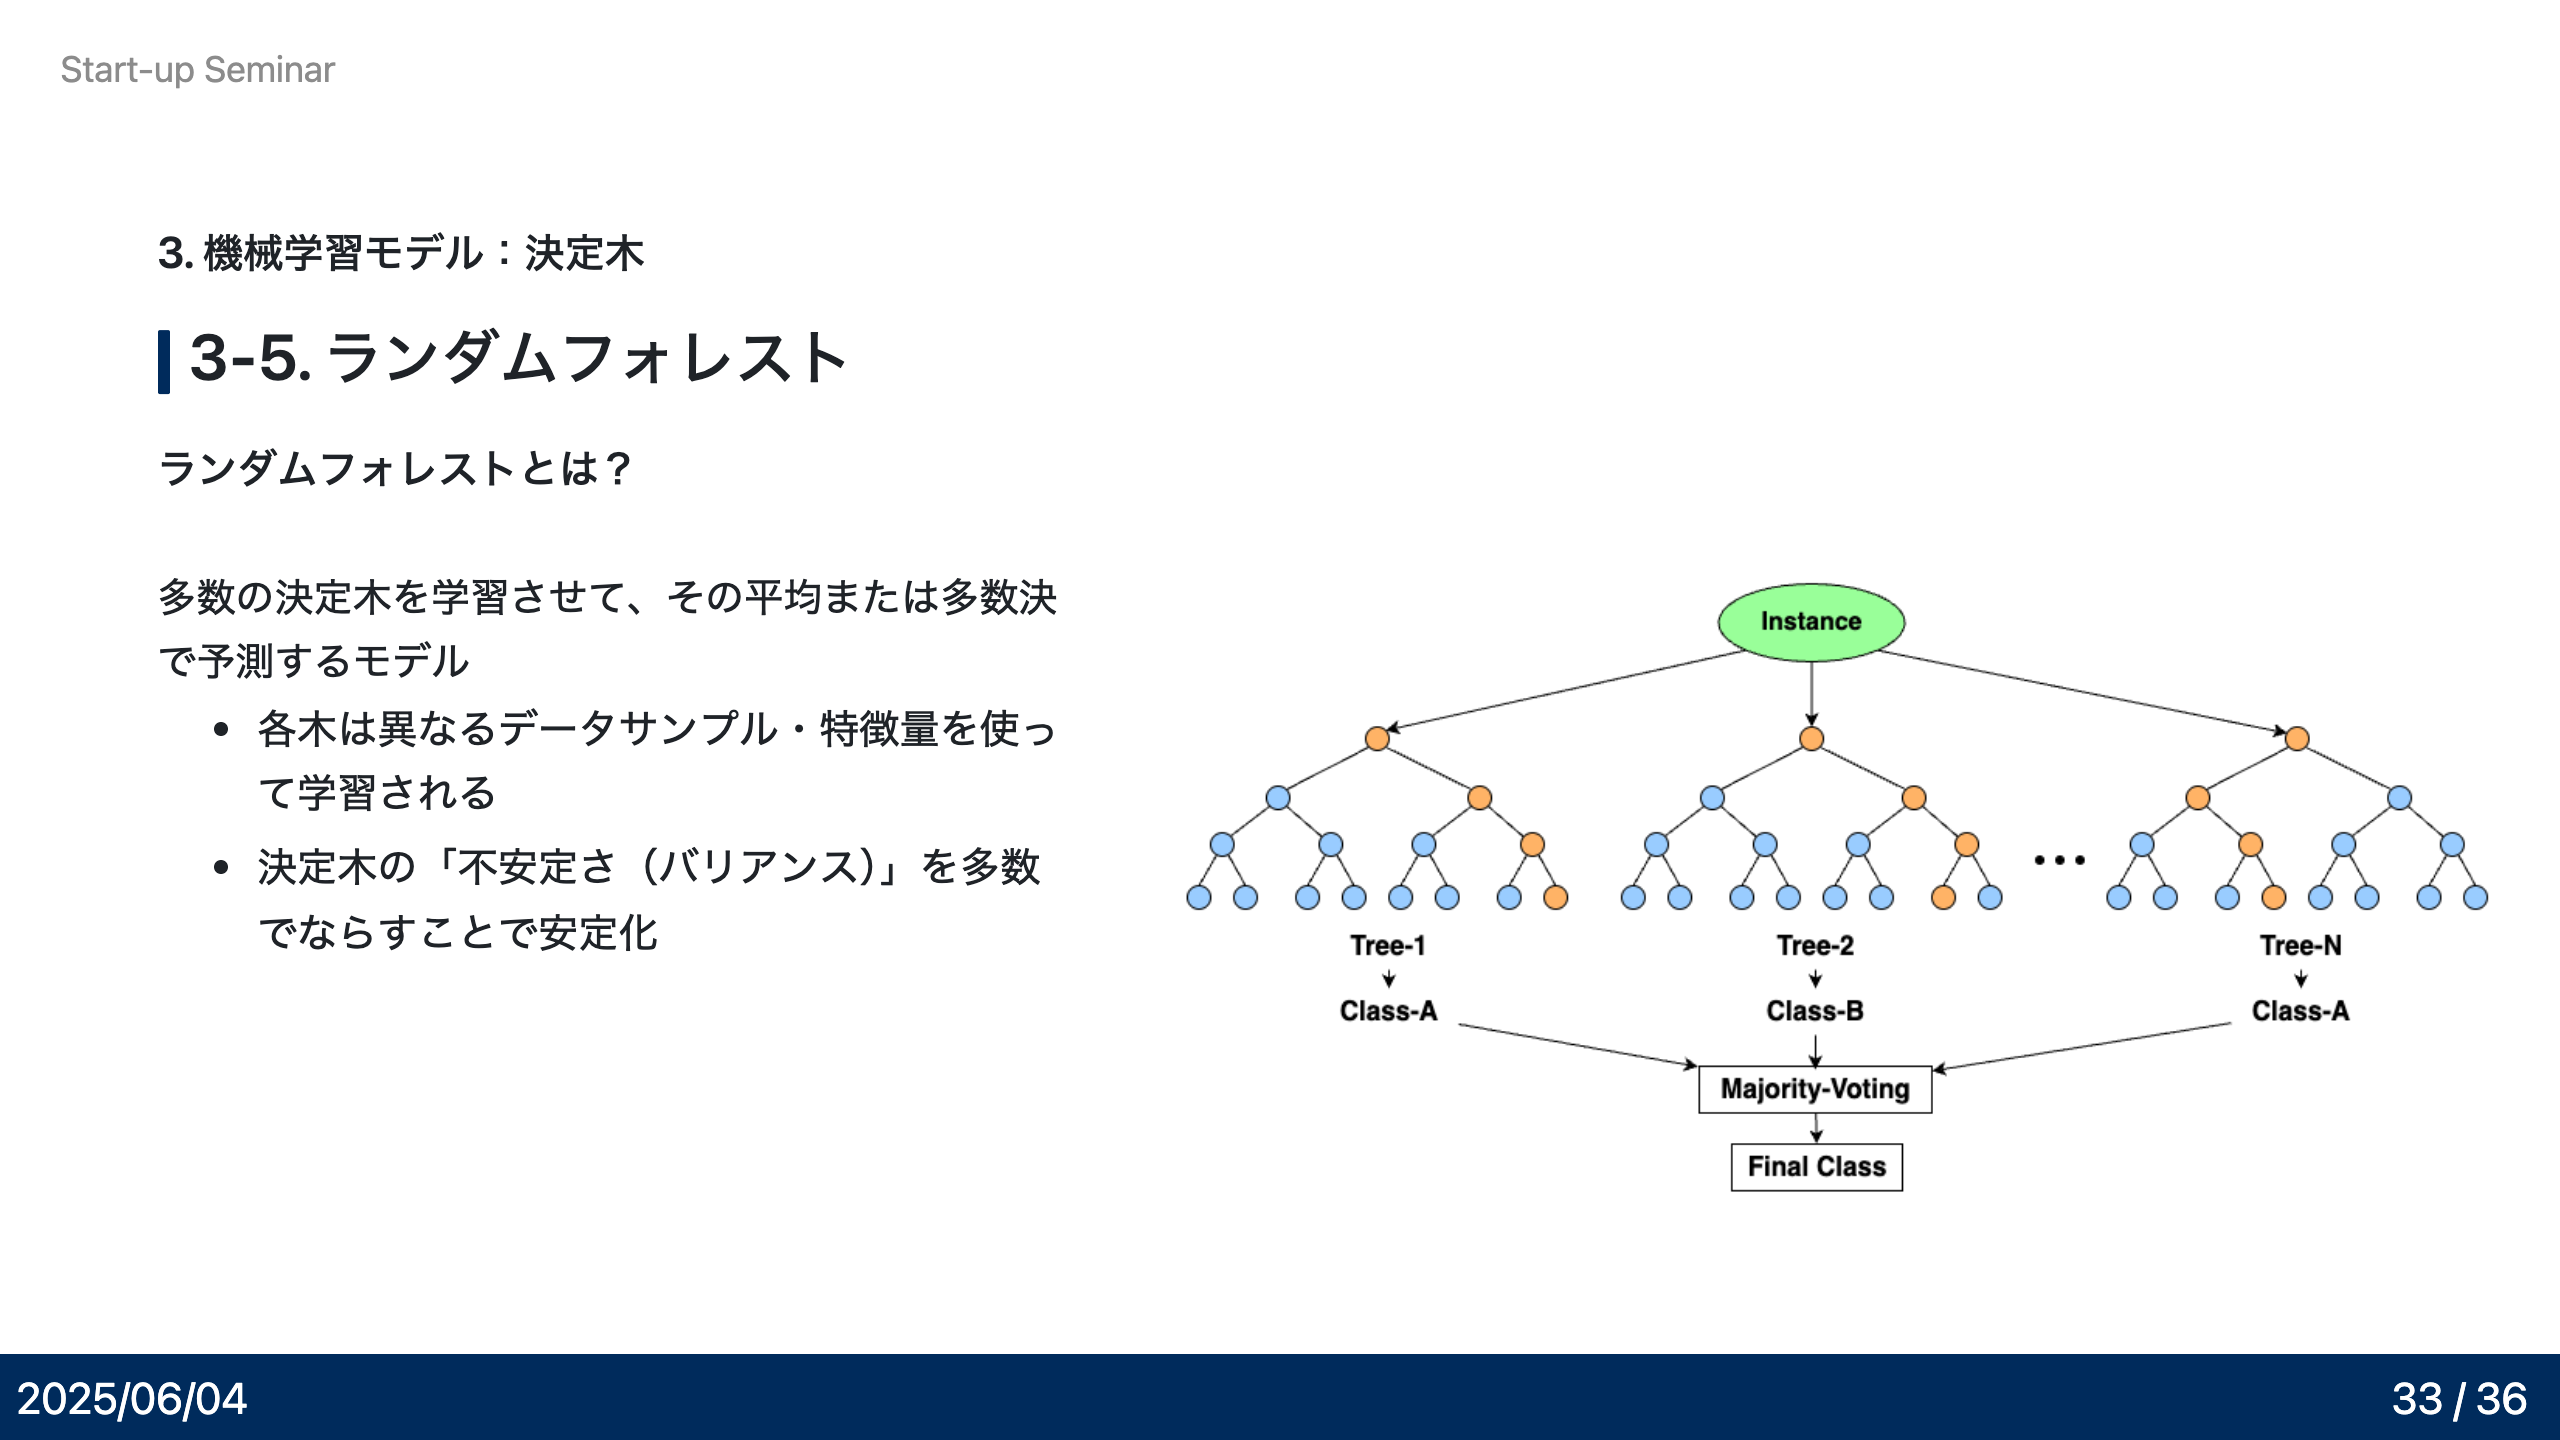 Start-up Seminar
3. 機械学習モデル：決定木
3-5. ランダムフォレスト
ランダムフォレストとは？
多数の決定木を学習させて、その平均または多数決
で予測するモデル
• 各木は異なるデータサンプル・特徴量を使っ
て学習される
• 決定木の「不安定さ（バリアンス）」を多数
でならすことで安定化
Instance
Tree-1
Tree-2
Tree-N
Class-A
Class-B
Class-A
Majority-Voting
Final Class
2025/06/04
33 / 36